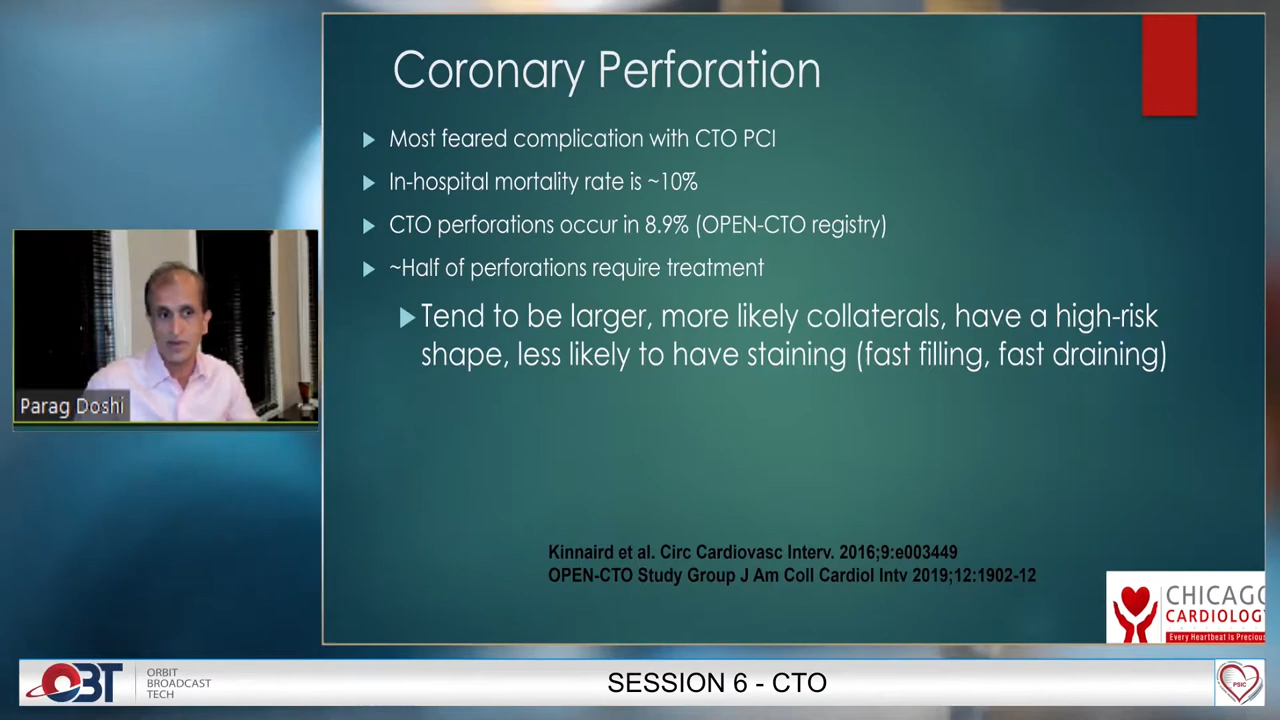 Coronary Perforation
Most feared complication with CTO PCI
In-hospital mortality rate is ~10%
CTO perforations occur in 8.9% (OPEN-CTO registry)
~Half of perforations require treatment
Tend to be larger, more likely collaterals, have a high-risk
shape, less likely to have staining (fast filling, fast draining)
Parag Doshi
Kinnaird et al. Circ Cardiovasc Interv. 2016;9:e003449
OPEN-CTO Study Group J Am Coll Cardiol Intv 2019;12:1902-12
CHICAGO
CARDIOLOGY
Every Heartbeat Is Precious
OBT
ORBIT
BROADCAST
TECH
SESSION 6 - CTO
PSIC